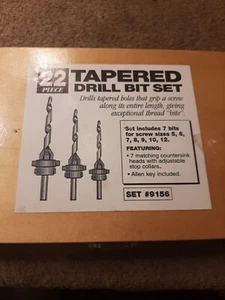 22
PIECE
TAPERED
DRILL BIT SET
Drills tapered holes that grip a screw
along its entire length, giving
exceptional thread "bite".
Set includes 7 bits
for screw sizes 5, 6,
7, 8, 9, 10, 12.
FEATURING:
• 7 matching countersink
heads with adjustable
stop collars.
• Allen key included.
SET #9156